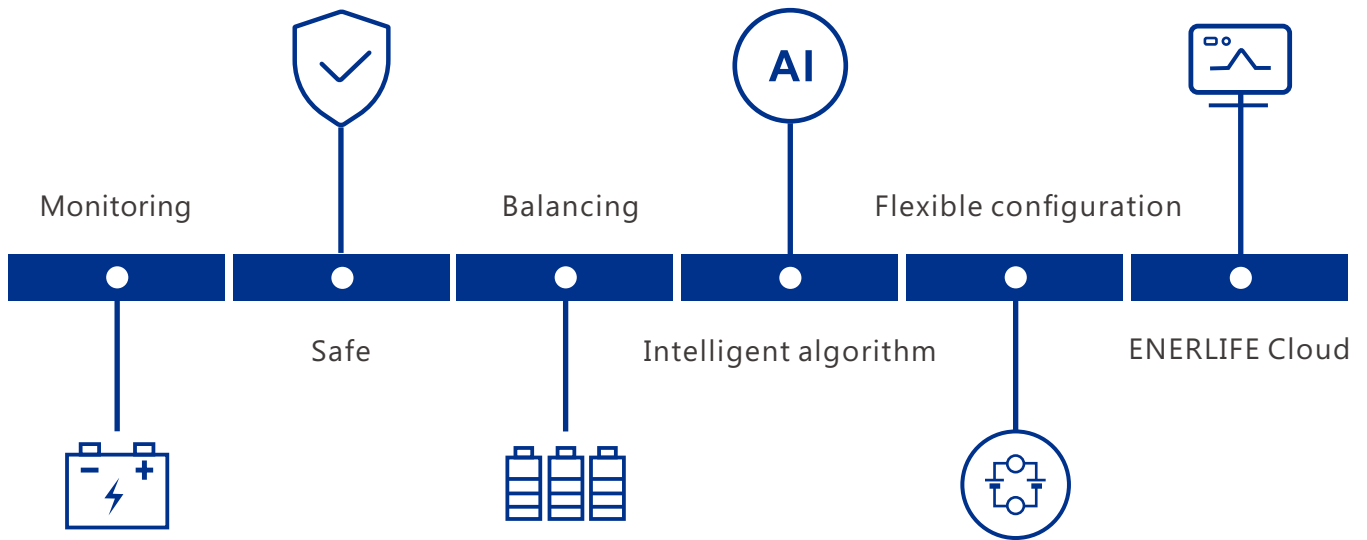 AI
Monitoring
Balancing
Flexible configuration
Safe
Intelligent algorithm
ENERLIFE Cloud